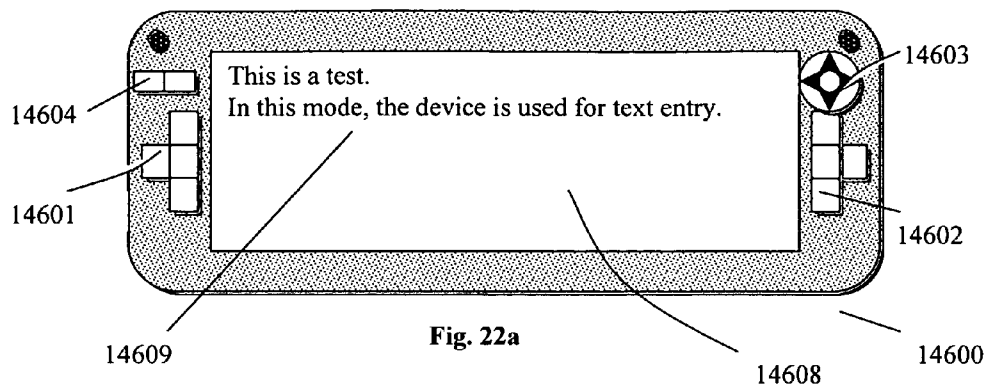 This is a test.
14603
In this mode, the device is used for text entry.
14604
14601
14602
Fig. 22a
14609
14600
14608